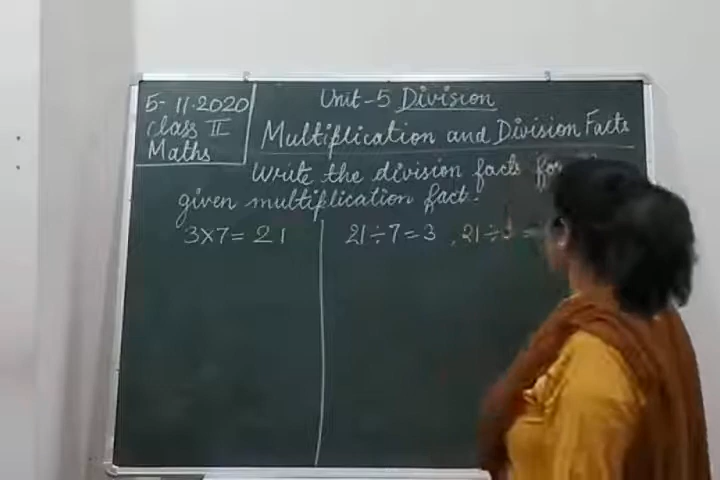 5-11.2020
class II
Maths
Unit-5 Division
Multiplication and Division Facts
Write the division facts for
given multiplication fact.
3×7=21
21÷7=3 , 21÷3 =